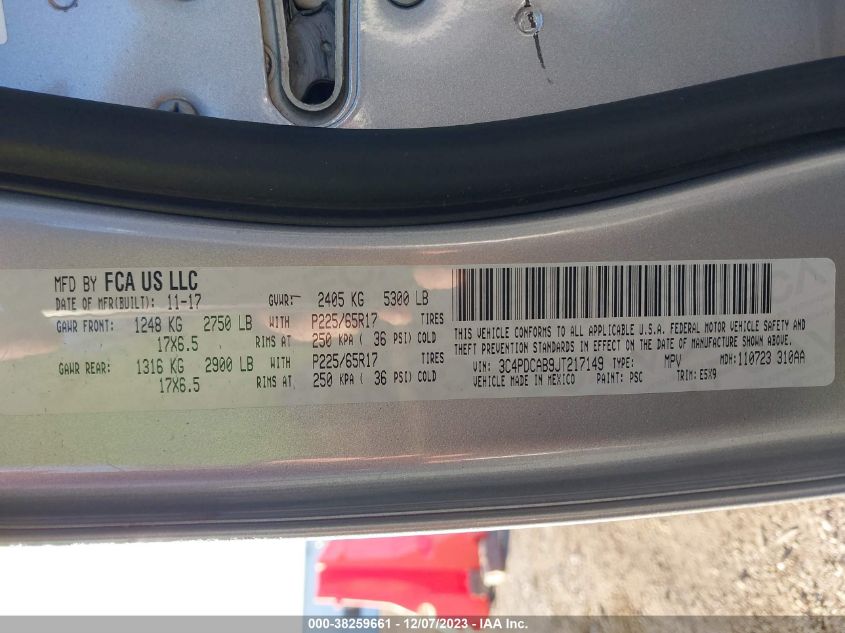 MFD BY FCA US LLC
DATE OF MFR(BUILT): 11-17 GVWR:- 2405 KG 5300 LB
GAWR FRONT: 1248 KG 2750 LB WITH P225/65R17 TIRES
17X6.5 RIMS AT 250 KPA ( 36 PSI) COLD
GAWR REAR: 1316 KG 2900 LB WITH P225/65R17 TIRES
17X6.5 RIMS AT 250 KPA ( 36 PSI) COLD
THIS VEHICLE CONFORMS TO ALL APPLICABLE U.S.A. FEDERAL MOTOR VEHICLE SAFETY AND
THEFT PREVENTION STANDARDS IN EFFECT ON THE DATE OF MANUFACTURE SHOWN ABOVE.
VIN: 3C4PDCAB9JT217149 TYPE: MPV MDH: 110723 310AA
VEHICLE MADE IN MEXICO PAINT: PSC TRIM: E5X9
000-38259661 - 12/07/2023 - IAA Inc.